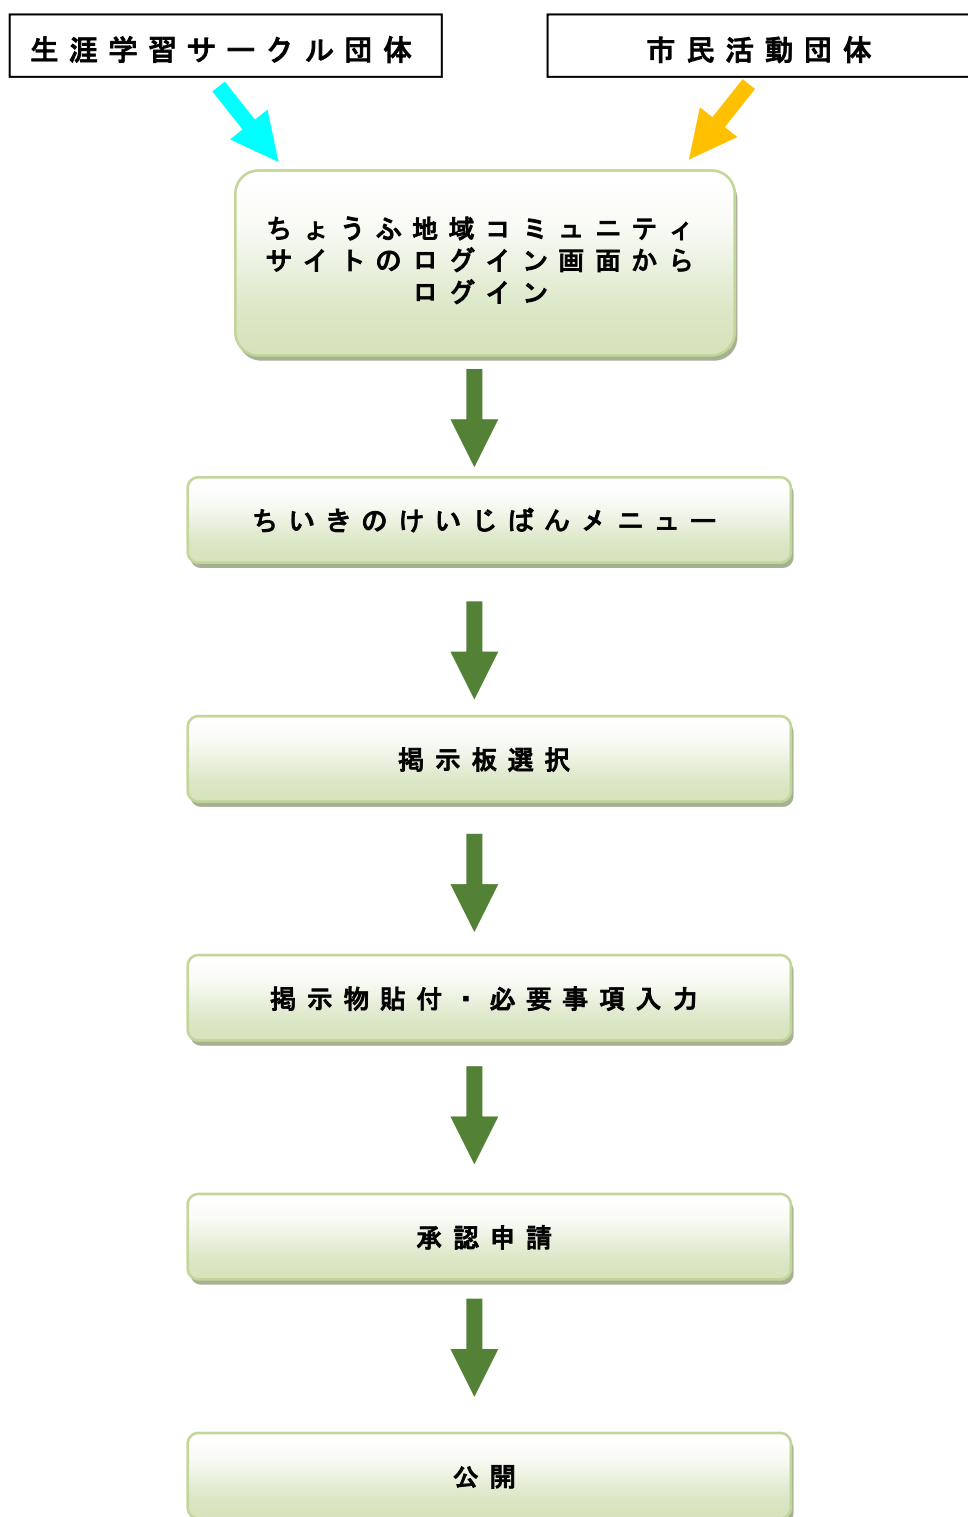 生涯学習サークル団体
市民活動団体
ちょうふ地域コミュニティ
サイトのログイン画面から
ログイン
ちいきのけいじばんメニュー
掲示板選択
掲示物貼付・必要事項入力
承認申請
公開